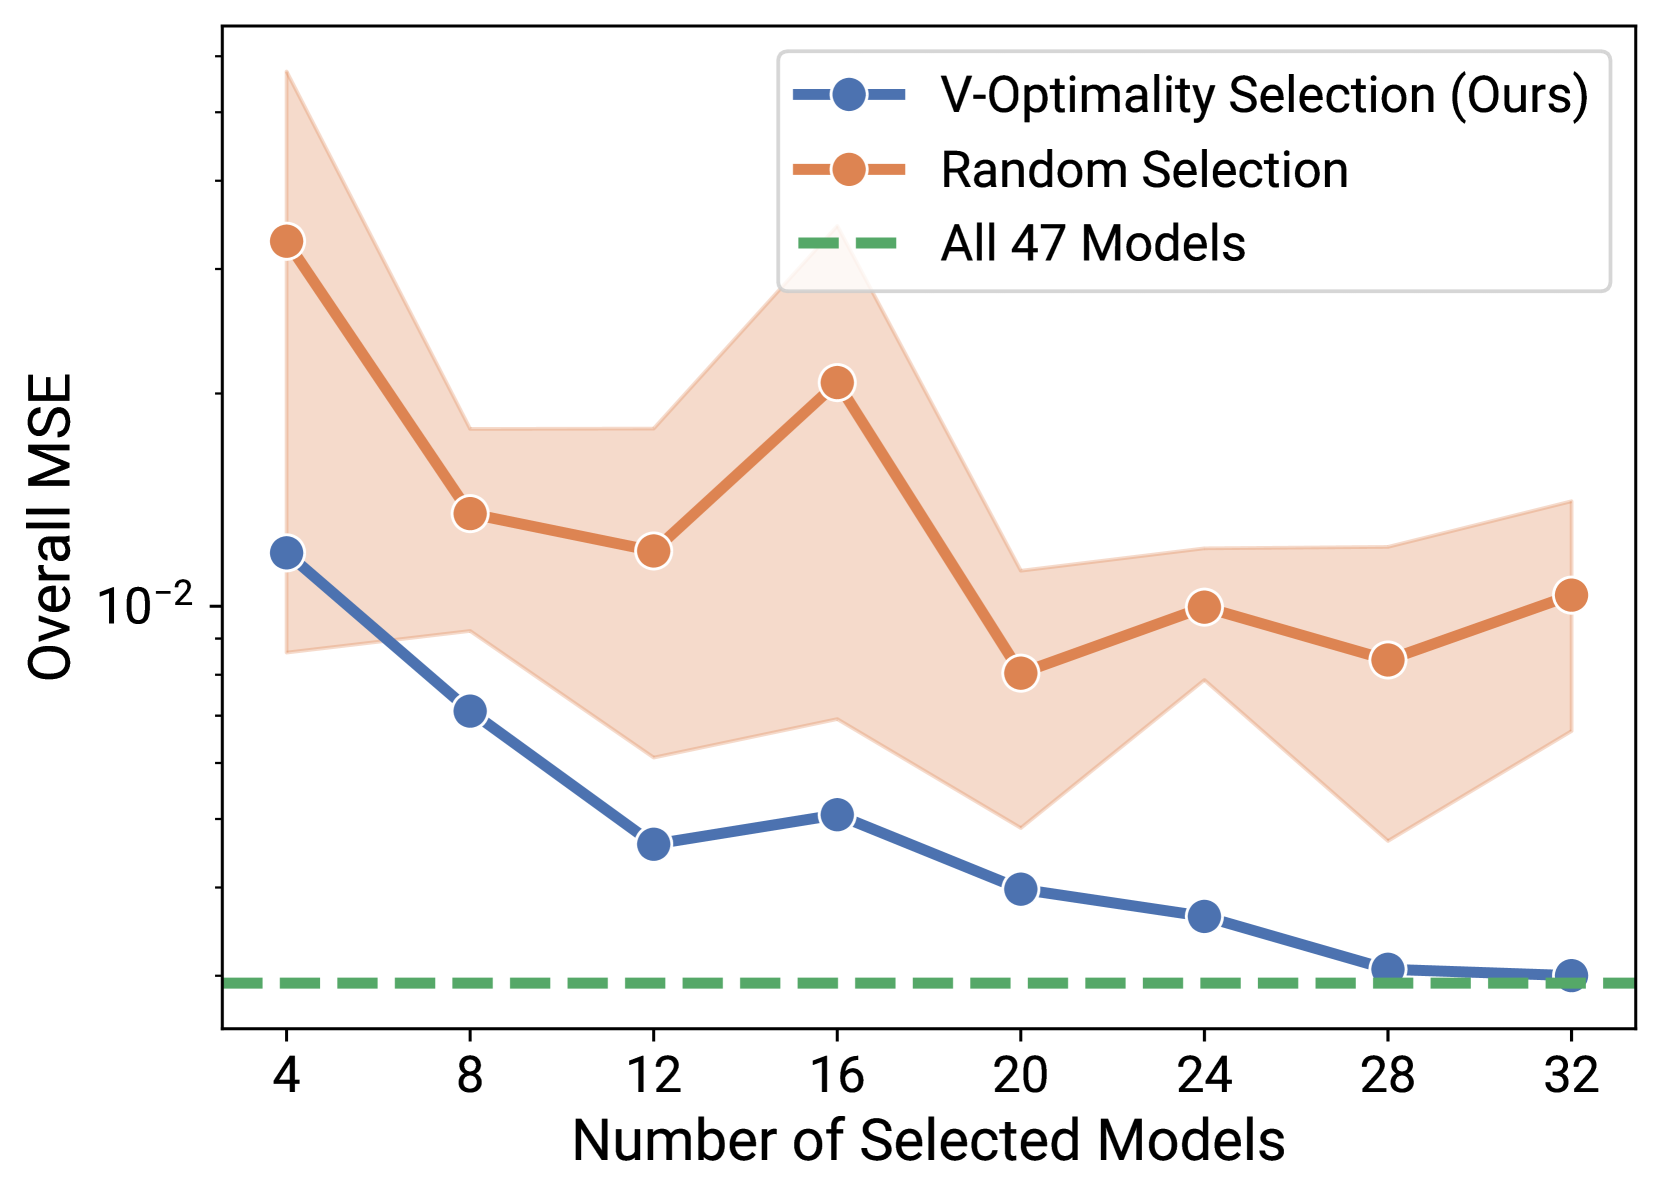 V-Optimality Selection (Ours)
Random Selection
All 47 Models
Overall MSE
10⁻²
4 8 12 16 20 24 28 32
Number of Selected Models